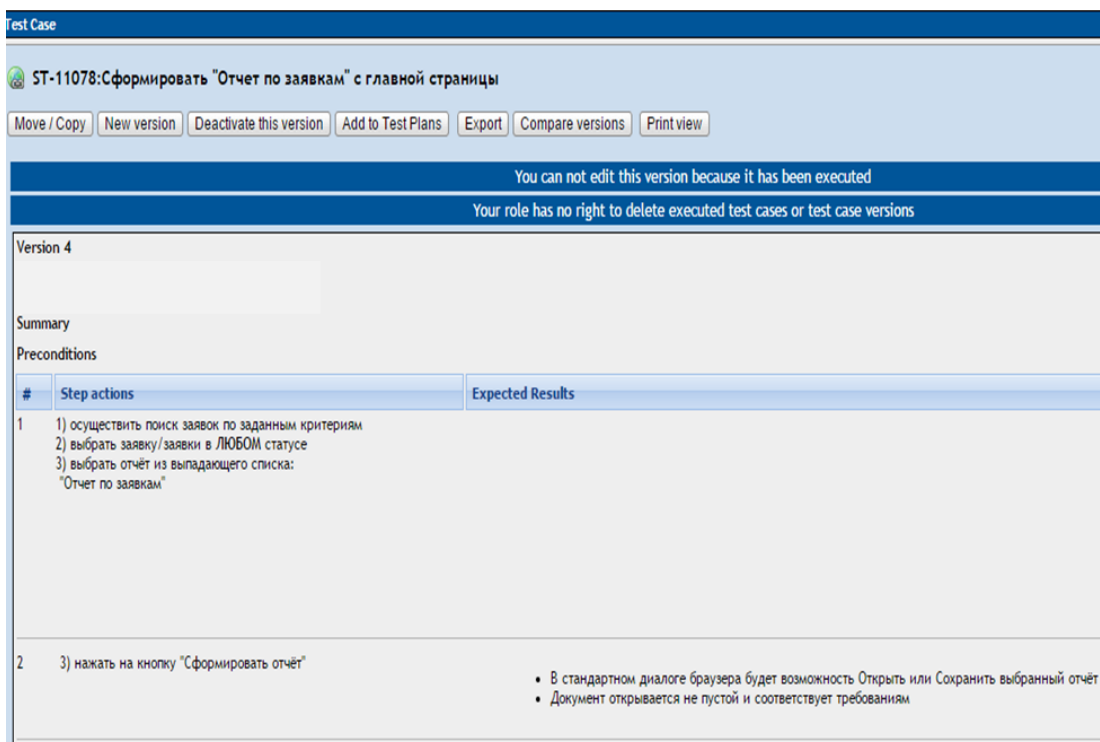 Test Case
ST-11078:Сформировать "Отчет по заявкам" с главной страницы
Move / Copy New version Deactivate this version Add to Test Plans Export Compare versions Print view
You can not edit this version because it has been executed
Your role has no right to delete executed test cases or test case versions
Version 4
Summary
Preconditions
# Step actions Expected Results
1 1) осуществить поиск заявок по заданным критериям
2) выбрать заявку/заявки в ЛЮБОМ статусе
3) выбрать отчёт из выпадающего списка:
"Отчет по заявкам"
2 3) нажать на кнопку "Сформировать отчёт"
• В стандартном диалоге браузера будет возможность Открыть или Сохранить выбранный отчёт
• Документ открывается не пустой и соответствует требованиям